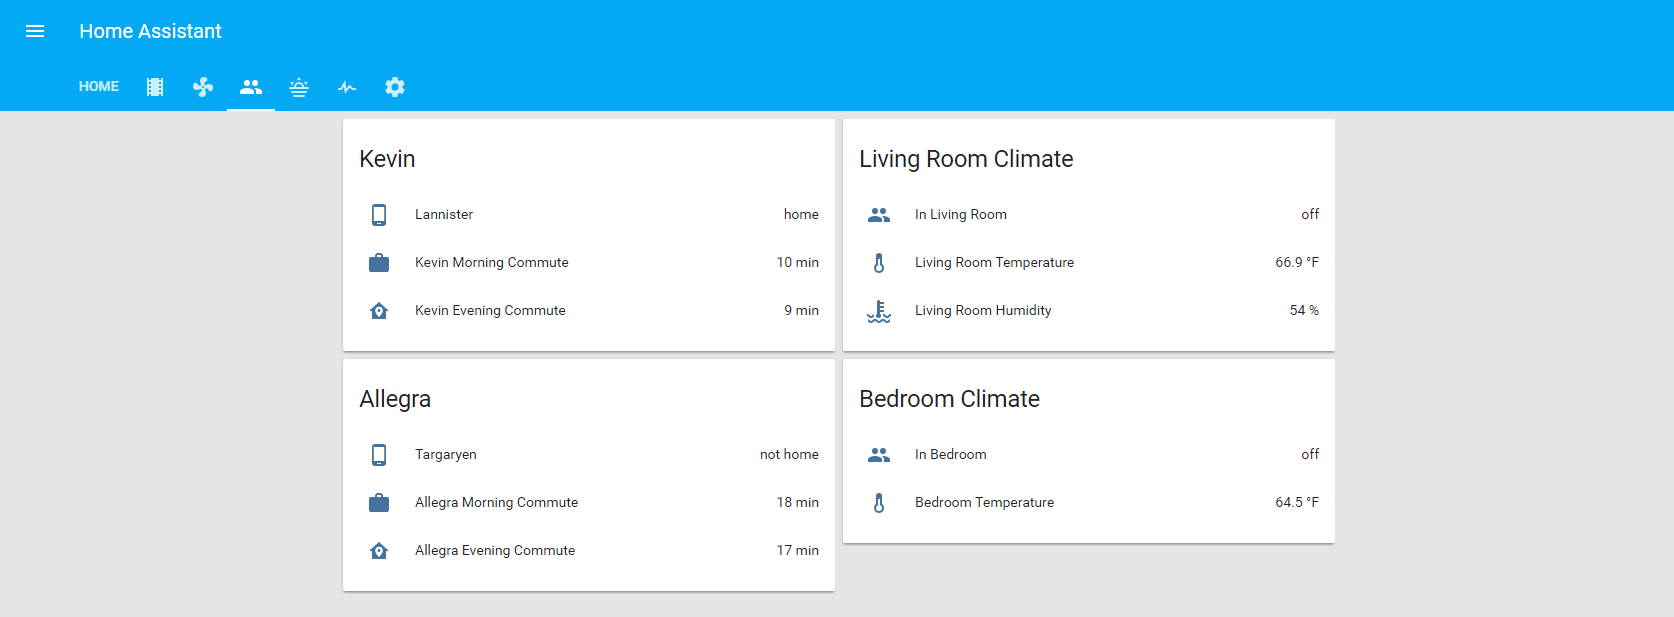 Home Assistant
HOME
Kevin
Lannister home
Kevin Morning Commute 10 min
Kevin Evening Commute 9 min
Living Room Climate
In Living Room off
Living Room Temperature 66.9 °F
Living Room Humidity 54 %
Allegra
Targaryen not home
Allegra Morning Commute 18 min
Allegra Evening Commute 17 min
Bedroom Climate
In Bedroom off
Bedroom Temperature 64.5 °F